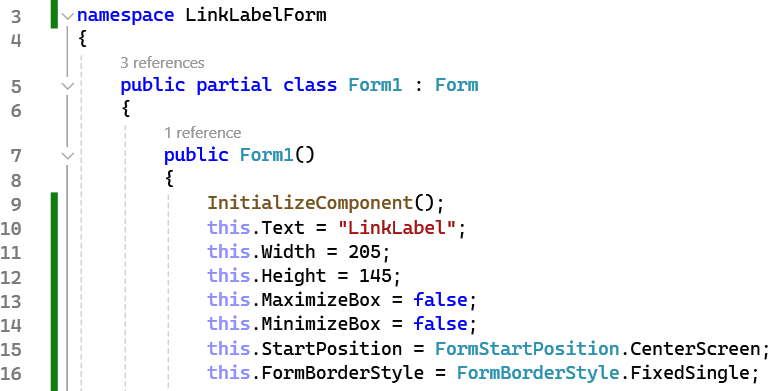 3 namespace LinkLabelForm
4 {
3 references
5 public partial class Form1 : Form
6 {
1 reference
7 public Form1()
8 {
9 InitializeComponent();
10 this.Text = "LinkLabel";
11 this.Width = 205;
12 this.Height = 145;
13 this.MaximizeBox = false;
14 this.MinimizeBox = false;
15 this.StartPosition = FormStartPosition.CenterScreen;
16 this.FormBorderStyle = FormBorderStyle.FixedSingle;